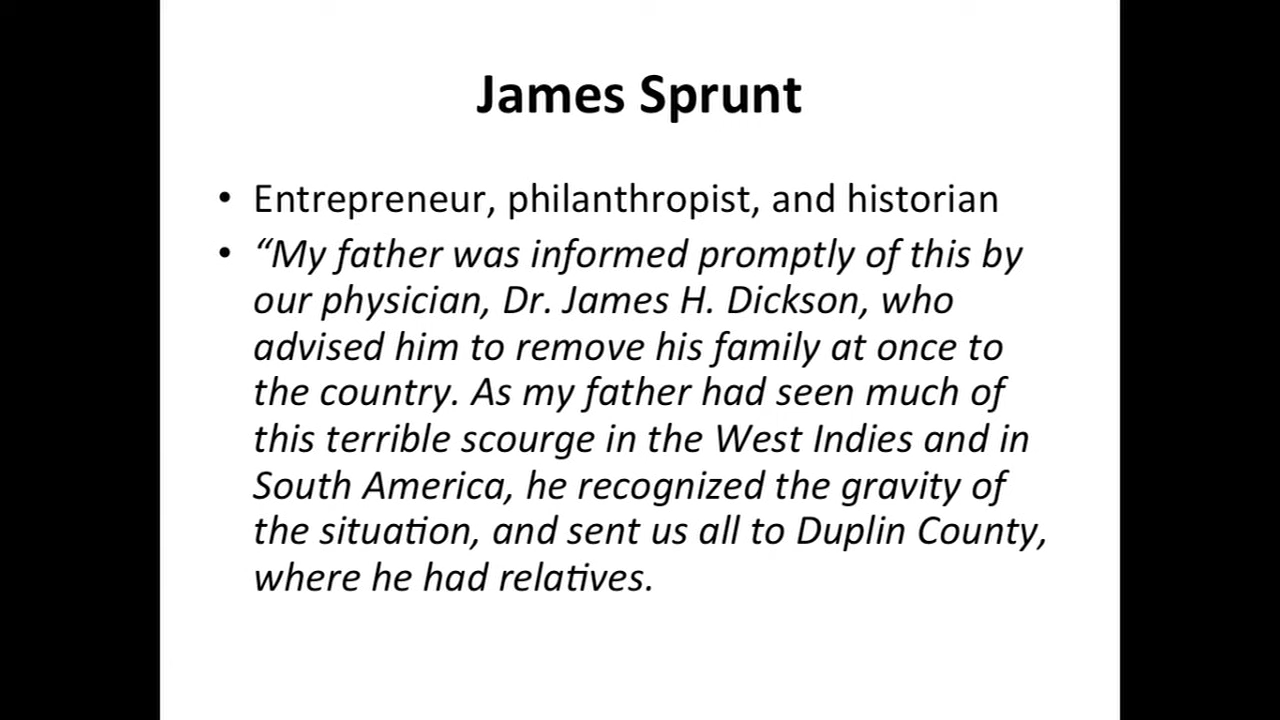 James Sprunt
• Entrepreneur, philanthropist, and historian
• “My father was informed promptly of this by
our physician, Dr. James H. Dickson, who
advised him to remove his family at once to
the country. As my father had seen much of
this terrible scourge in the West Indies and in
South America, he recognized the gravity of
the situation, and sent us all to Duplin County,
where he had relatives.